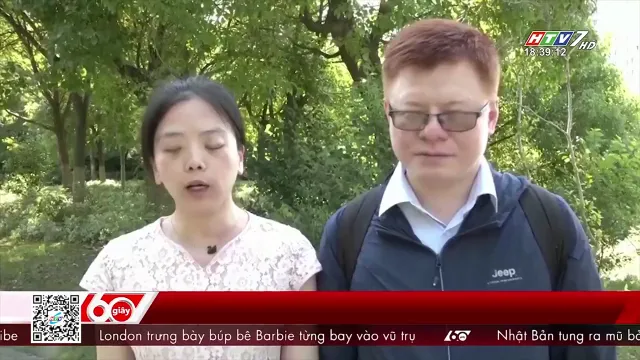 HTV7 HD
18:39:12
Jeep
60 giây
ibe
London trưng bày búp bê Barbie từng bay vào vũ trụ
60
Nhật Bản tung ra mũ bả